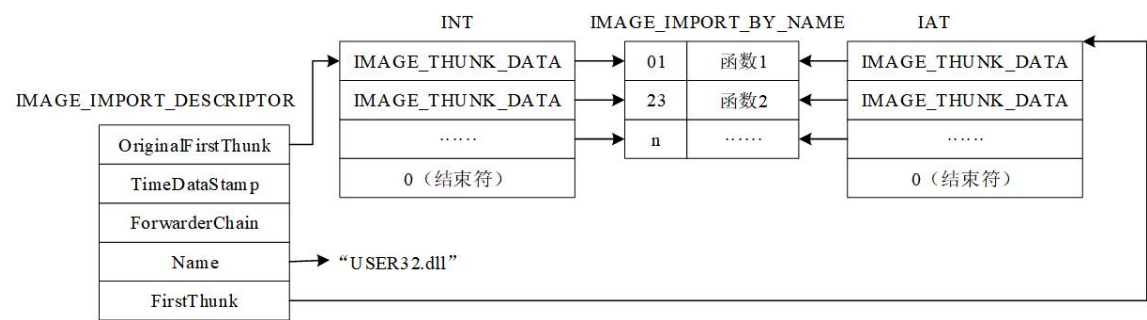 INT IMAGE_IMPORT_BY_NAME IAT
IMAGE_THUNK_DATA 01 函数1 IMAGE_THUNK_DATA
IMAGE_IMPORT_DESCRIPTOR IMAGE_THUNK_DATA 23 函数2 IMAGE_THUNK_DATA
OriginalFirstThunk ...... n ...... ......
TimeDataStamp 0（结束符） 0（结束符）
ForwarderChain
Name “USER32.dll”
FirstThunk